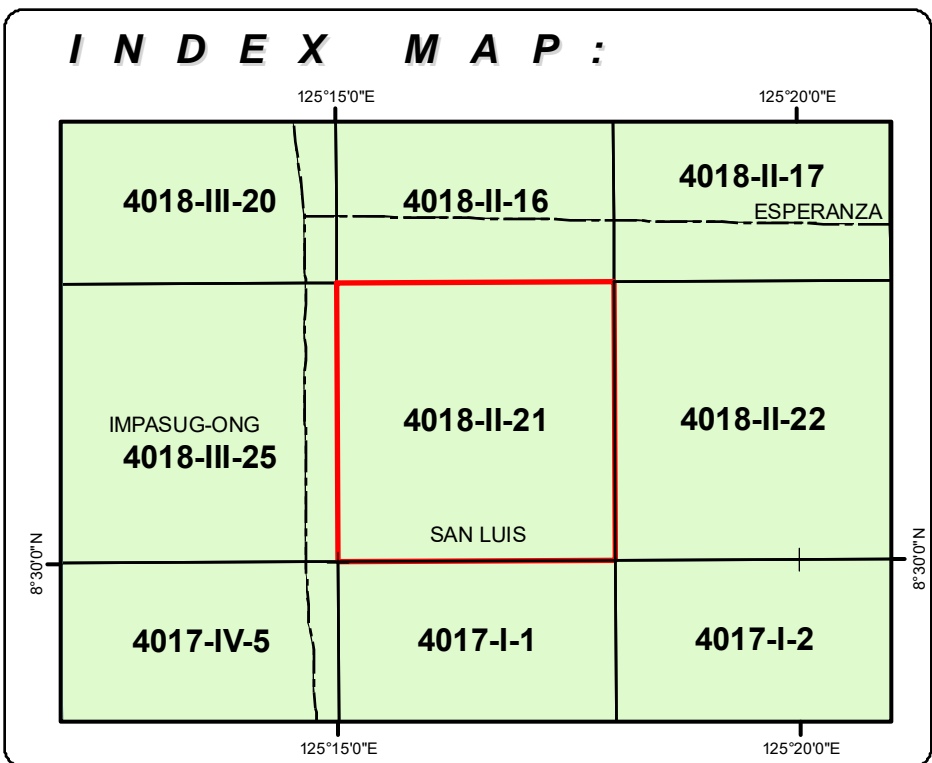 INDEX MAP:
125°15'0"E 125°20'0"E
4018-III-20 4018-II-16 4018-II-17
ESPERANZA
4018-II-21 4018-II-22
IMPASUG-ONG
4018-III-25
SAN LUIS
8°30'0"N 8°30'0"N
4017-IV-5 4017-I-1 4017-I-2
125°15'0"E 125°20'0"E